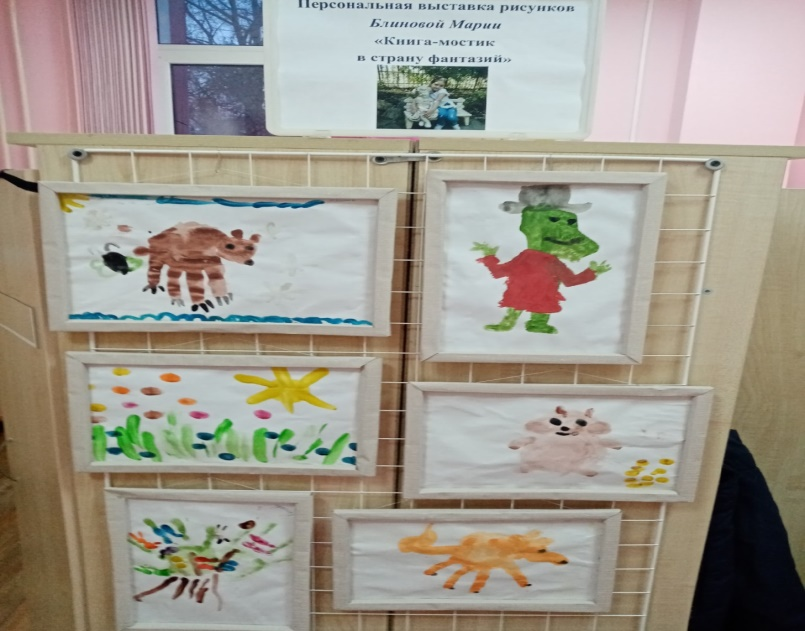 Персональная выставка рисунков
Блиновой Марии
«Книга-мостик
в страну фантазий»